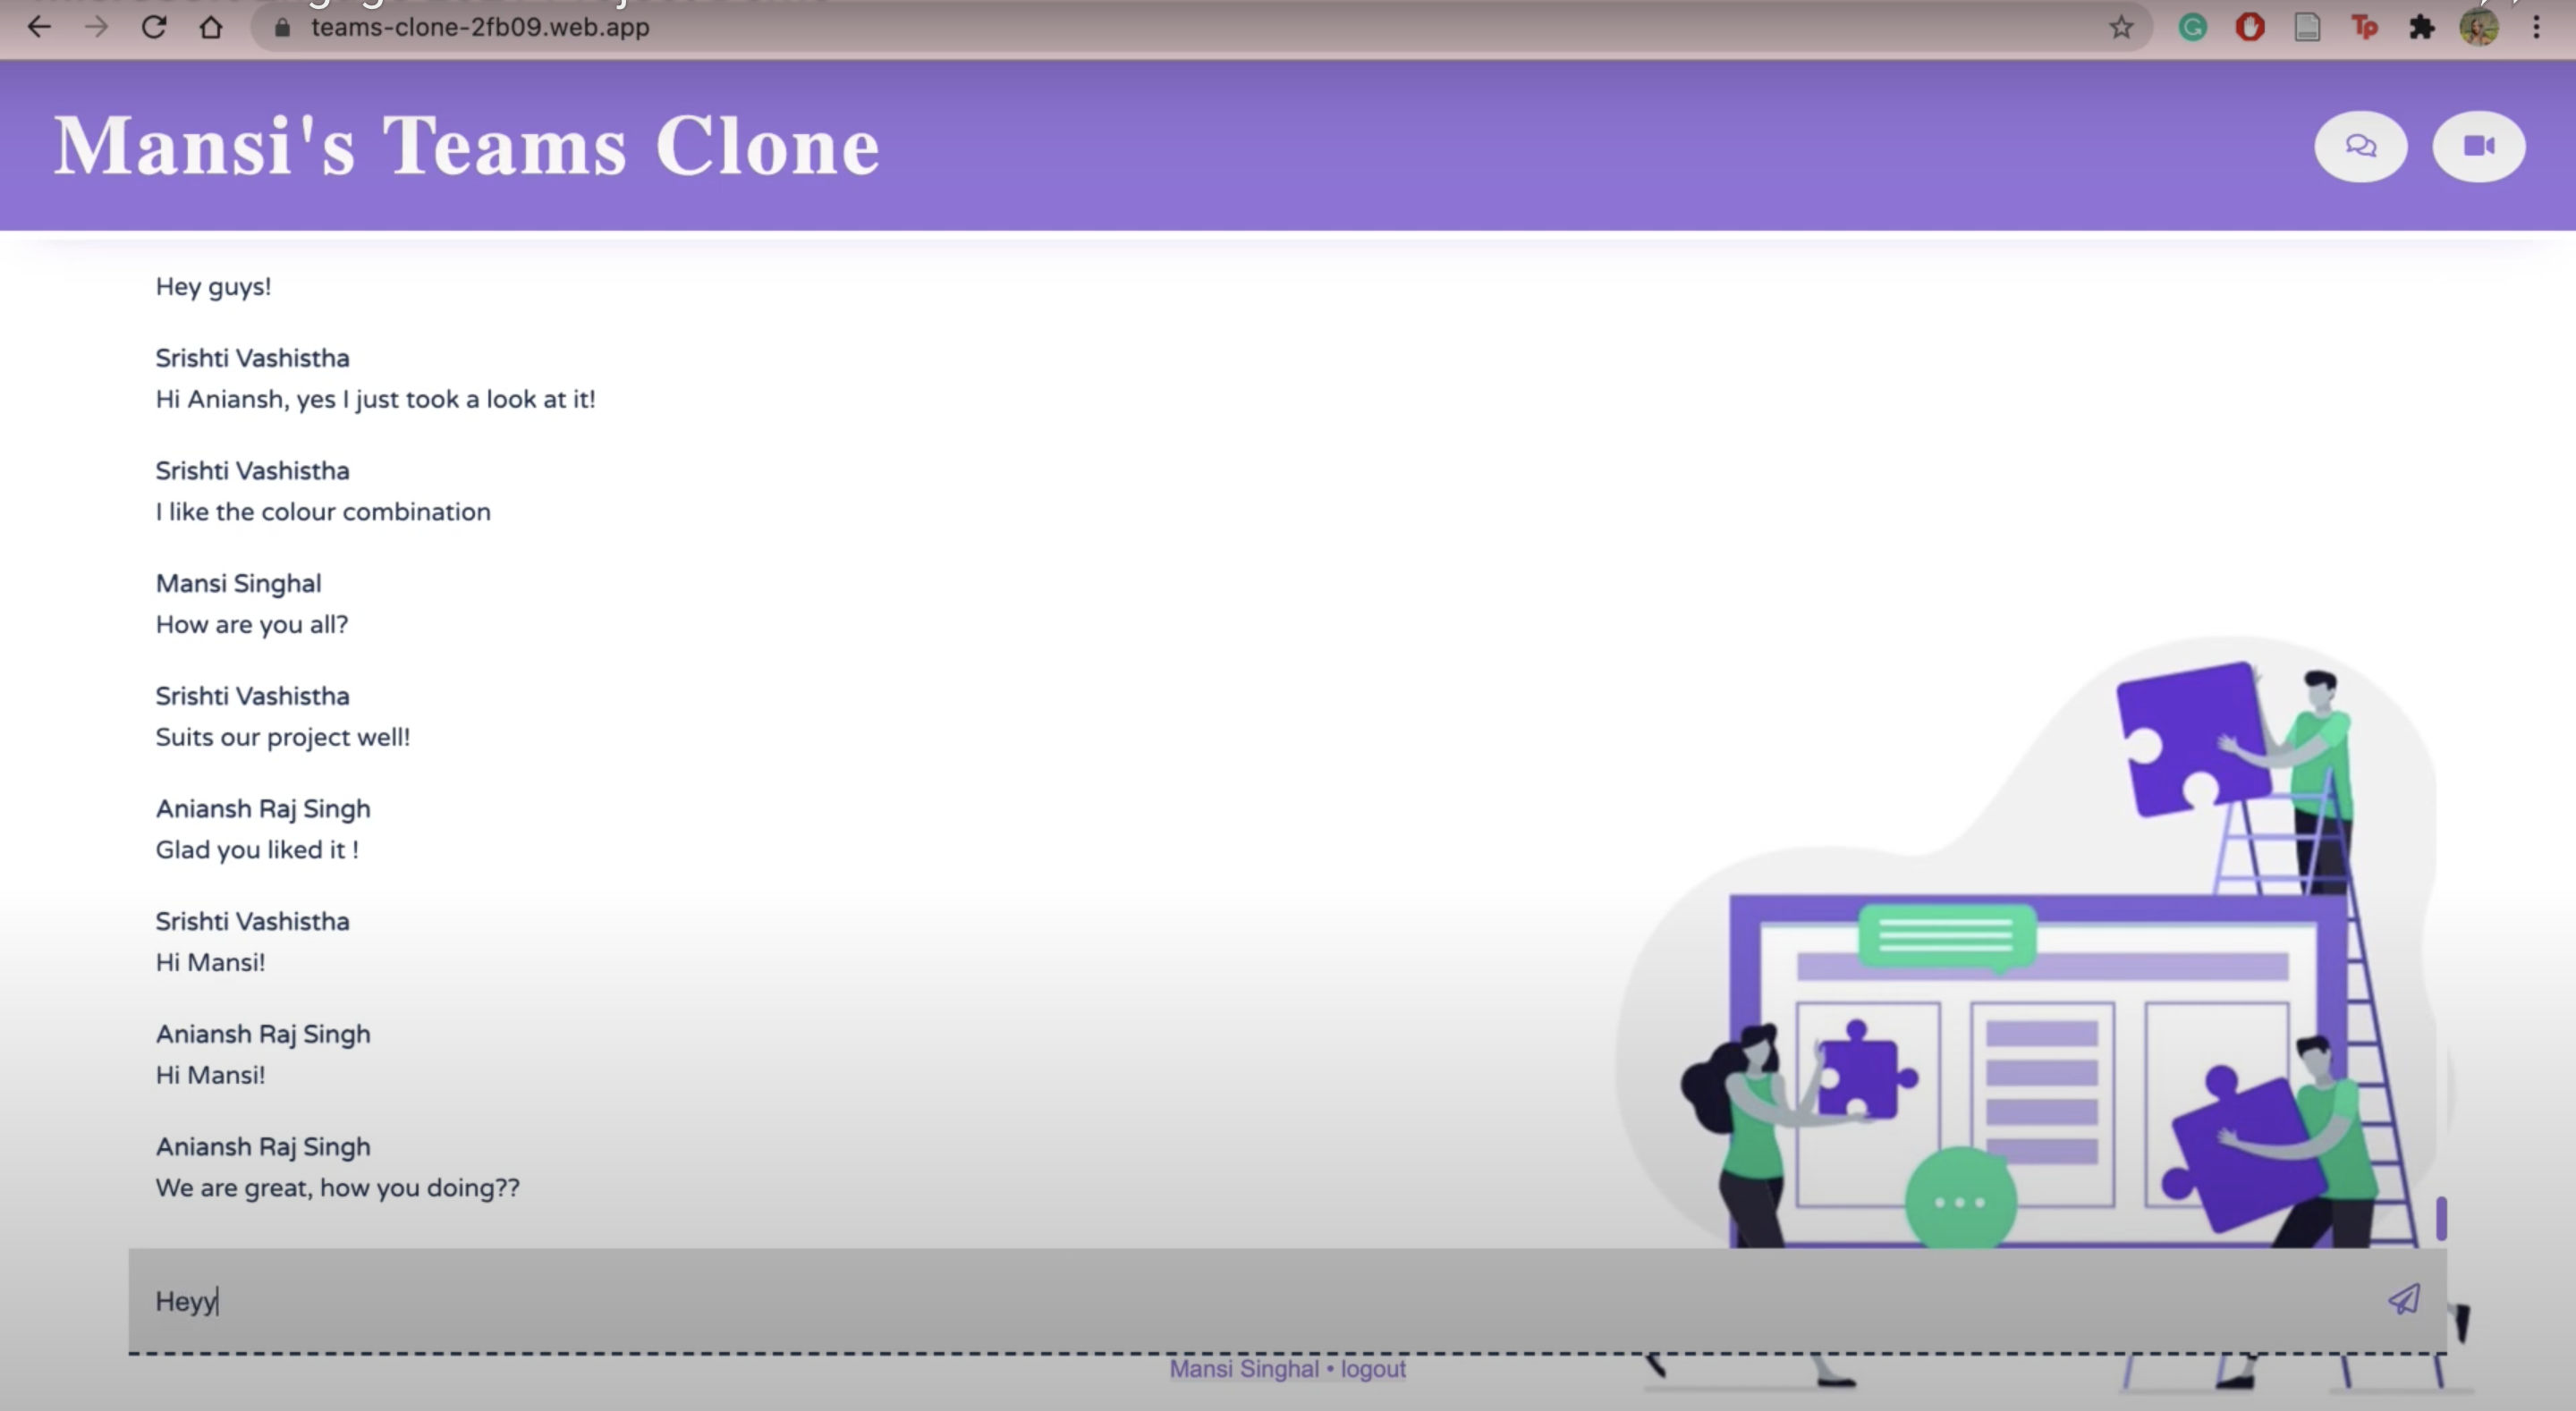 teams-clone-2fb09.web.app
Tp
Mansi's Teams Clone
Hey guys!
Srishti Vashistha
Hi Aniansh, yes I just took a look at it!
Srishti Vashistha
I like the colour combination
Mansi Singhal
How are you all?
Srishti Vashistha
Suits our project well!
Aniansh Raj Singh
Glad you liked it !
Srishti Vashistha
Hi Mansi!
Aniansh Raj Singh
Hi Mansi!
Aniansh Raj Singh
We are great, how you doing??
Heyy
Mansi Singhal • logout